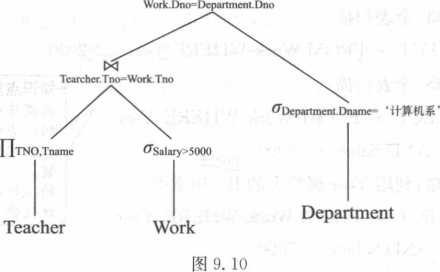 Work.Dno=Department.Dno
⋈
Tearcher.Tno=Work.Tno
σDepartment.Dname=‘计算机系’
∏TNO,Tname
σSalary>5000
Teacher
Work
Department
图 9.10